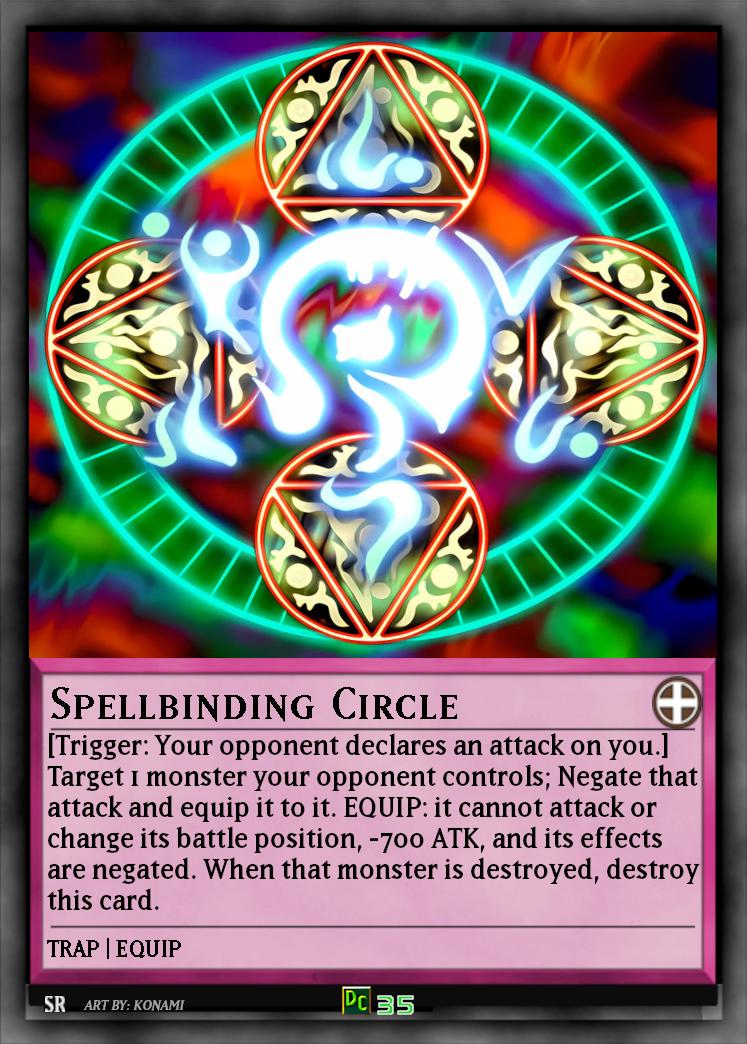 Spellbinding Circle
[Trigger: Your opponent declares an attack on you.]
Target 1 monster your opponent controls; Negate that
attack and equip it to it. EQUIP: it cannot attack or
change its battle position, -700 ATK, and its effects
are negated. When that monster is destroyed, destroy
this card.
TRAP | EQUIP
SR ART BY: KONAMI DC 35